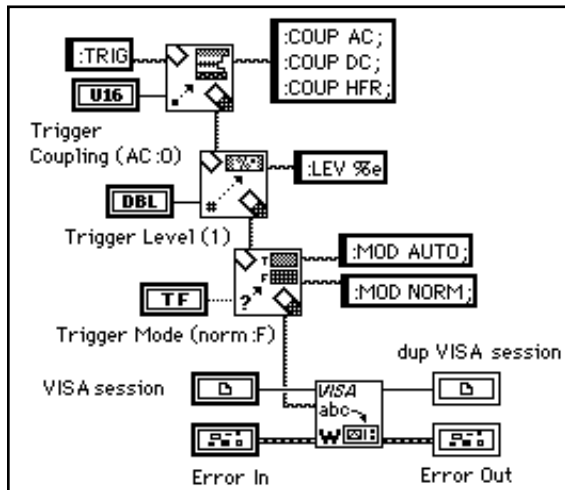 :TRIG
:COUP AC;
:COUP DC;
:COUP HFR;
U16
Trigger
Coupling (AC:0)
%.
:LEV %e
DBL
#
Trigger Level (1)
T
F
:MOD AUTO;
:MOD NORM;
TF
?
Trigger Mode (norm:F)
dup VISA session
VISA session
VISA
abc
W
Error In
Error Out